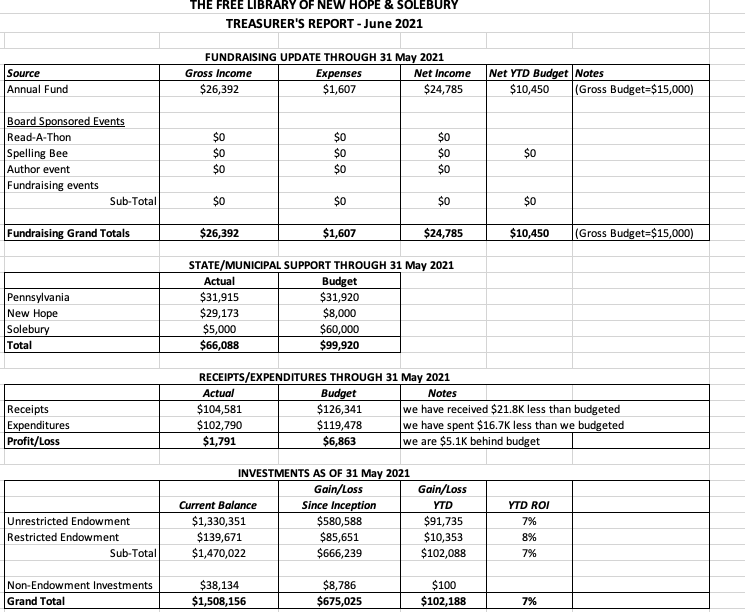 THE FREE LIBRARY OF NEW HOPE & SOLEBURY
TREASURER'S REPORT - June 2021
FUNDRAISING UPDATE THROUGH 31 May 2021
Source Gross Income Expenses Net Income Net YTD Budget Notes
Annual Fund $26,392 $1,607 $24,785 $10,450 (Gross Budget=$15,000)
Board Sponsored Events
Read-A-Thon $0 $0 $0
Spelling Bee $0 $0 $0 $0
Author event $0 $0 $0
Fundraising events
Sub-Total $0 $0 $0 $0
Fundraising Grand Totals $26,392 $1,607 $24,785 $10,450 (Gross Budget=$15,000)
STATE/MUNICIPAL SUPPORT THROUGH 31 May 2021
Actual Budget
Pennsylvania $31,915 $31,920
New Hope $29,173 $8,000
Solebury $5,000 $60,000
Total $66,088 $99,920
RECEIPTS/EXPENDITURES THROUGH 31 May 2021
Actual Budget Notes
Receipts $104,581 $126,341 we have received $21.8K less than budgeted
Expenditures $102,790 $119,478 we have spent $16.7K less than we budgeted
Profit/Loss $1,791 $6,863 we are $5.1K behind budget
INVESTMENTS AS OF 31 May 2021
Gain/Loss Gain/Loss
Current Balance Since Inception YTD YTD ROI
Unrestricted Endowment $1,330,351 $580,588 $91,735 7%
Restricted Endowment $139,671 $85,651 $10,353 8%
Sub-Total $1,470,022 $666,239 $102,088 7%
Non-Endowment Investments $38,134 $8,786 $100
Grand Total $1,508,156 $675,025 $102,188 7%